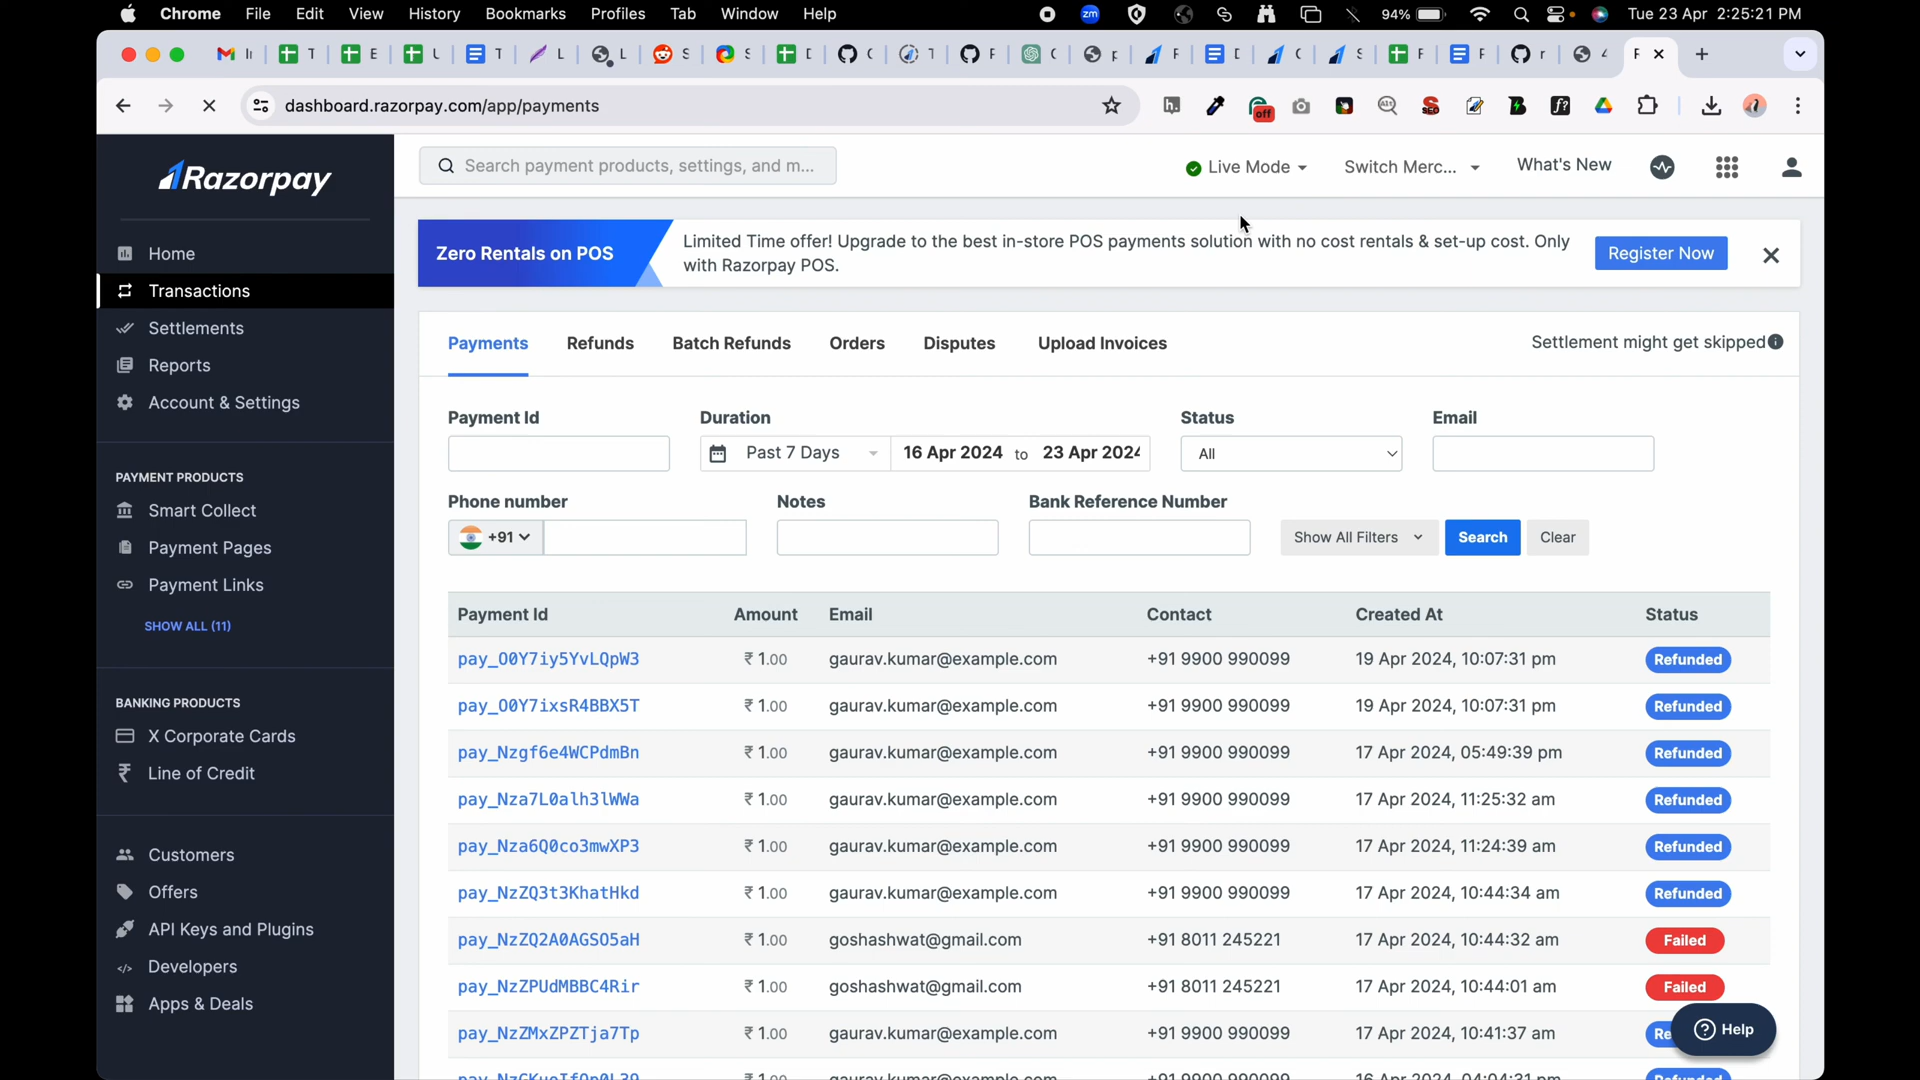 Chrome File Edit View History Bookmarks Profiles Tab Window Help zm 94% Tue 23 Apr 2:25:21 PM
dashboard.razorpay.com/app/payments
off
Razorpay
Search payment products, settings, and m...
Live Mode
Switch Merc...
What's New
Home
Transactions
Settlements
Reports
Account & Settings
PAYMENT PRODUCTS
Smart Collect
Payment Pages
Payment Links
SHOW ALL (11)
BANKING PRODUCTS
X Corporate Cards
Line of Credit
Customers
Offers
API Keys and Plugins
Developers
Apps & Deals
Zero Rentals on POS
Limited Time offer! Upgrade to the best in-store POS payments solution with no cost rentals & set-up cost. Only
with Razorpay POS.
Register Now
Payments Refunds Batch Refunds Orders Disputes Upload Invoices
Settlement might get skipped
Payment Id Duration Status Email
Past 7 Days 16 Apr 2024 to 23 Apr 2024 All
Phone number Notes Bank Reference Number
+91 Show All Filters Search Clear
Payment Id Amount Email Contact Created At Status
pay_O0Y7iy5YvLQpW3 ₹ 1.00 gaurav.kumar@example.com +91 9900 990099 19 Apr 2024, 10:07:31 pm Refunded
pay_O0Y7ixsR4BBX5T ₹ 1.00 gaurav.kumar@example.com +91 9900 990099 19 Apr 2024, 10:07:31 pm Refunded
pay_Nzgf6e4WCPdmBn ₹ 1.00 gaurav.kumar@example.com +91 9900 990099 17 Apr 2024, 05:49:39 pm Refunded
pay_Nza7L0alh3lWWa ₹ 1.00 gaurav.kumar@example.com +91 9900 990099 17 Apr 2024, 11:25:32 am Refunded
pay_Nza6Q0co3mwXP3 ₹ 1.00 gaurav.kumar@example.com +91 9900 990099 17 Apr 2024, 11:24:39 am Refunded
pay_NzZQ3t3KhatHkd ₹ 1.00 gaurav.kumar@example.com +91 9900 990099 17 Apr 2024, 10:44:34 am Refunded
pay_NzZQ2A0AGSO5aH ₹ 1.00 goshashwat@gmail.com +91 8011 245221 17 Apr 2024, 10:44:32 am Failed
pay_NzZPUdMBBC4Rir ₹ 1.00 goshashwat@gmail.com +91 8011 245221 17 Apr 2024, 10:44:01 am Failed
pay_NzZMxZPZTja7Tp ₹ 1.00 gaurav.kumar@example.com +91 9900 990099 17 Apr 2024, 10:41:37 am Re
Help